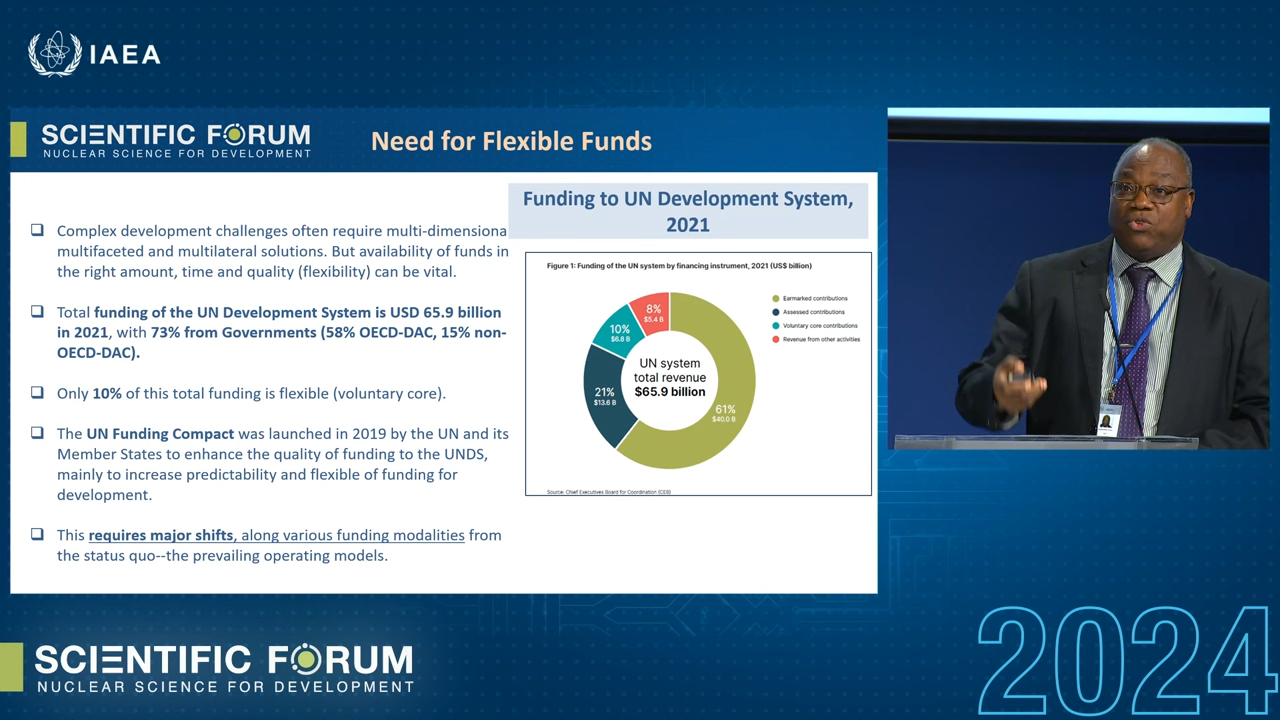 IAEA
SCIENTIFIC FORUM
NUCLEAR SCIENCE FOR DEVELOPMENT
Need for Flexible Funds
Complex development challenges often require multi-dimensiona
multifaceted and multilateral solutions. But availability of funds in
the right amount, time and quality (flexibility) can be vital.
Total funding of the UN Development System is USD 65.9 billion
in 2021, with 73% from Governments (58% OECD-DAC, 15% non-
OECD-DAC).
Only 10% of this total funding is flexible (voluntary core).
The UN Funding Compact was launched in 2019 by the UN and its
Member States to enhance the quality of funding to the UNDS,
mainly to increase predictability and flexible of funding for
development.
This requires major shifts, along various funding modalities from
the status quo--the prevailing operating models.
Funding to UN Development System,
2021
Figure 1: Funding of the UN system by financing instrument, 2021 (US$ billion)
8%
$5.4 B
10%
$6.8 B
21%
$13.6 B
61%
$40.0 B
UN system
total revenue
$65.9 billion
Earmarked contributions
Assessed contributions
Voluntary core contributions
Revenue from other activities
Source: Chief Executives Board for Coordination (CEB)
SCIENTIFIC FORUM
NUCLEAR SCIENCE FOR DEVELOPMENT
2024